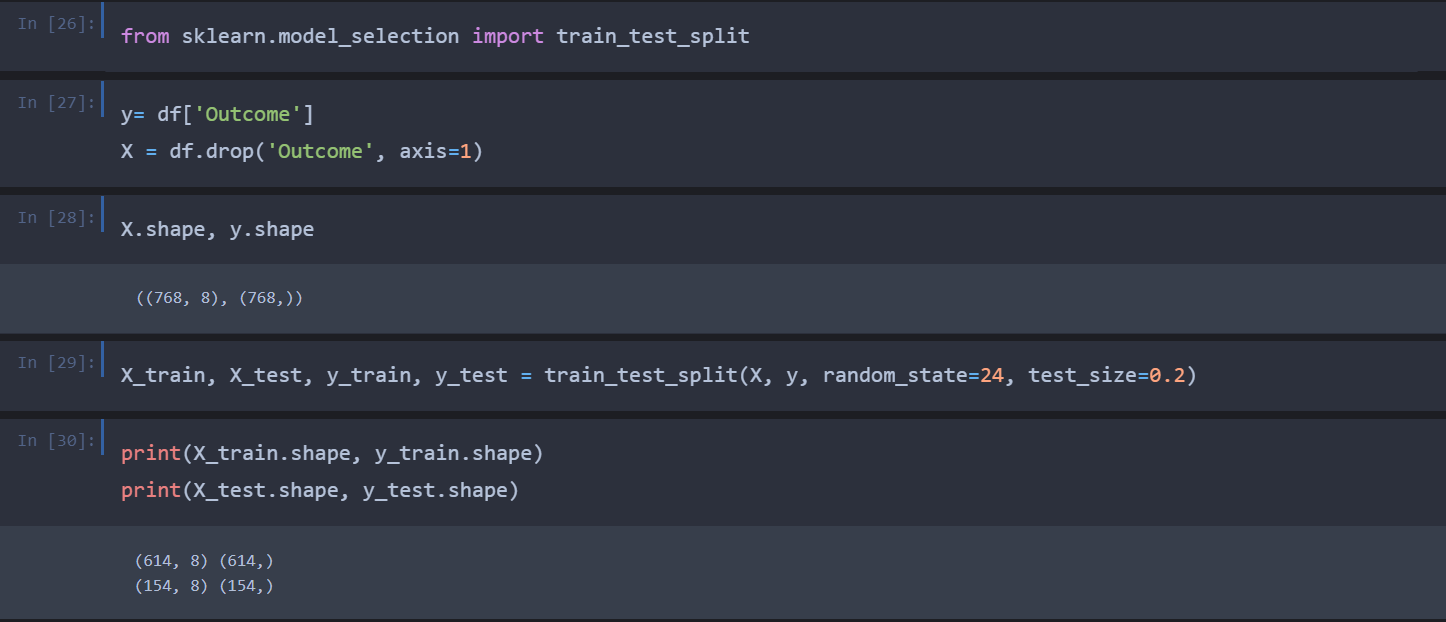 In [26]:
from sklearn.model_selection import train_test_split
In [27]:
y= df['Outcome']
X = df.drop('Outcome', axis=1)
In [28]:
X.shape, y.shape
((768, 8), (768,))
In [29]:
X_train, X_test, y_train, y_test = train_test_split(X, y, random_state=24, test_size=0.2)
In [30]:
print(X_train.shape, y_train.shape)
print(X_test.shape, y_test.shape)
(614, 8) (614,)
(154, 8) (154,)